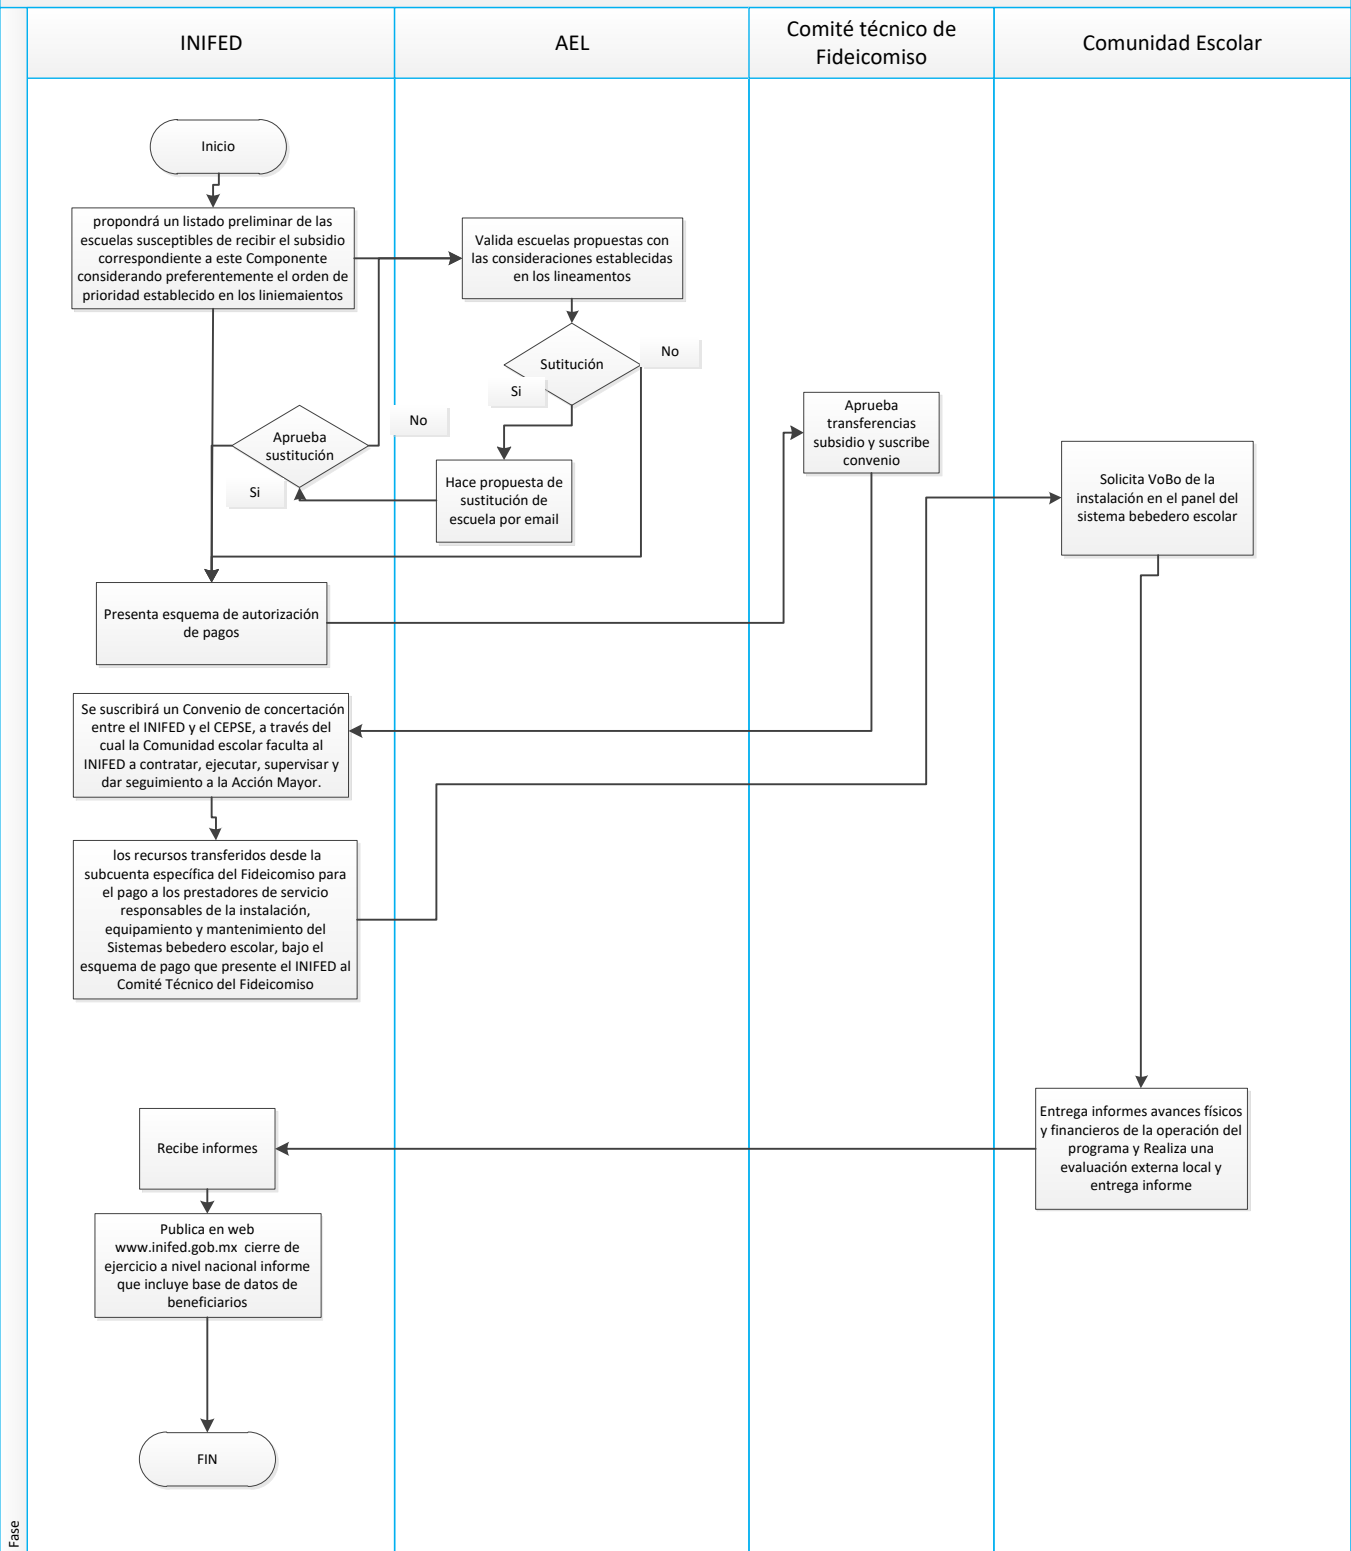 INIFED
AEL
Comité técnico de
Fideicomiso
Comunidad Escolar
Inicio
propondrá un listado preliminar de las
escuelas susceptibles de recibir el subsidio
correspondiente a este Componente
considerando preferentemente el orden de
prioridad establecido en los liniemaientos
Valida escuelas propuestas con
las consideraciones establecidas
en los lineamentos
Sutitución
No
Si
Aprueba
sustitución
No
Si
Hace propuesta de
sustitución de
escuela por email
Aprueba
transferencias
subsidio y suscribe
convenio
Solicita VoBo de la
instalación en el panel del
sistema bebedero escolar
Presenta esquema de autorización
de pagos
Se suscribirá un Convenio de concertación
entre el INIFED y el CEPSE, a través del
cual la Comunidad escolar faculta al
INIFED a contratar, ejecutar, supervisar y
dar seguimiento a la Acción Mayor.
los recursos transferidos desde la
subcuenta específica del Fideicomiso para
el pago a los prestadores de servicio
responsables de la instalación,
equipamiento y mantenimiento del
Sistemas bebedero escolar, bajo el
esquema de pago que presente el INIFED al
Comité Técnico del Fideicomiso
Entrega informes avances físicos
y financieros de la operación del
programa y Realiza una
evaluación externa local y
entrega informe
Recibe informes
Publica en web
www.inifed.gob.mx cierre de
ejercicio a nivel nacional informe
que incluye base de datos de
beneficiarios
FIN
Fase